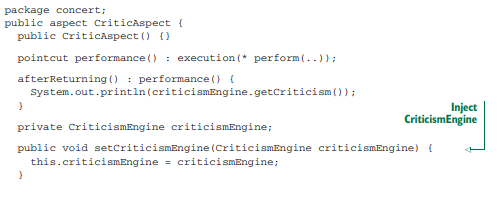 package concert;
public aspect CriticAspect {
  public CriticAspect() {}
  pointcut performance() : execution(* perform(..));
  afterReturning() : performance() {
    System.out.println(criticismEngine.getCriticism());
  }
  private CriticismEngine criticismEngine;
  public void setCriticismEngine(CriticismEngine criticismEngine) {
    this.criticismEngine = criticismEngine;
  }
Inject
CriticismEngine